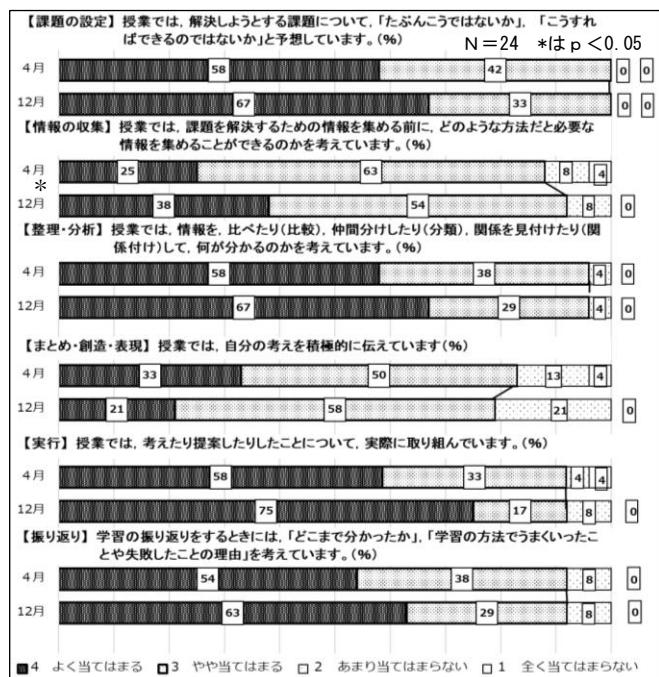 【課題の設定】 授業では,解決しようとする課題について,「たぶんこうではないか」,「こうすれ
ばできるのではないか」と予想しています。(%)
N=24 *はp<0.05
4月 58 42 0 0
12月 67 33 0 0
【情報の収集】 授業では,課題を解決するための情報を集める前に,どのような方法だと必要な
情報を集めることができるのかを考えています。(%)
4月 25 63 8 4
*
12月 38 54 8 0
【整理・分析】 授業では,情報を,比べたり(比較),仲間分けしたり(分類),関係を見付けたり(関
係付け)して,何が分かるのかを考えています。(%)
4月 58 38 4 0
12月 67 29 4 0
【まとめ・創造・表現】 授業では,自分の考えを積極的に伝えています(%)
4月 33 50 13 4
12月 21 58 21 0
【実行】 授業では,考えたり提案したりしたことについて,実際に取り組んでいます。(%)
4月 58 33 4 4
12月 75 17 8 0
【振り返り】 学習の振り返りをするときには,「どこまで分かったか」,「学習の方法でうまくいったこ
とや失敗したことの理由」を考えています。(%)
4月 54 38 8 0
12月 63 29 8 0
4 よく当てはまる 3 やや当てはまる 2 あまり当てはまらない 1 全く当てはまらない